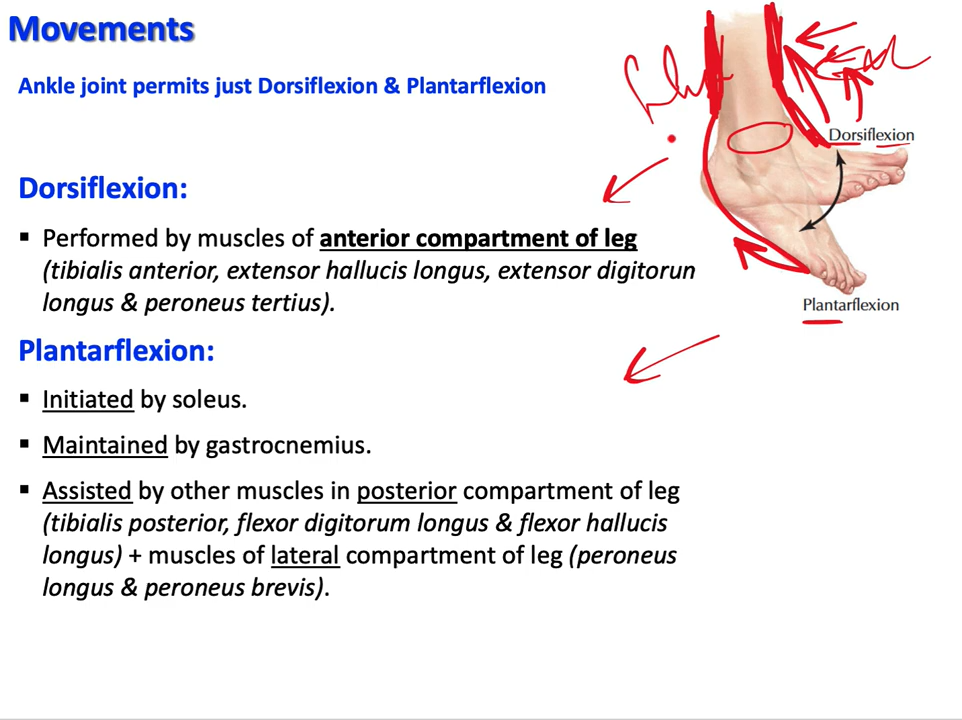 Movements
Ankle joint permits just Dorsiflexion & Plantarflexion
Dorsiflexion
Dorsiflexion:
▪ Performed by muscles of anterior compartment of leg
(tibialis anterior, extensor hallucis longus, extensor digitorun
longus & peroneus tertius).
Plantarflexion
Plantarflexion:
▪ Initiated by soleus.
▪ Maintained by gastrocnemius.
▪ Assisted by other muscles in posterior compartment of leg
(tibialis posterior, flexor digitorum longus & flexor hallucis
longus) + muscles of lateral compartment of leg (peroneus
longus & peroneus brevis).